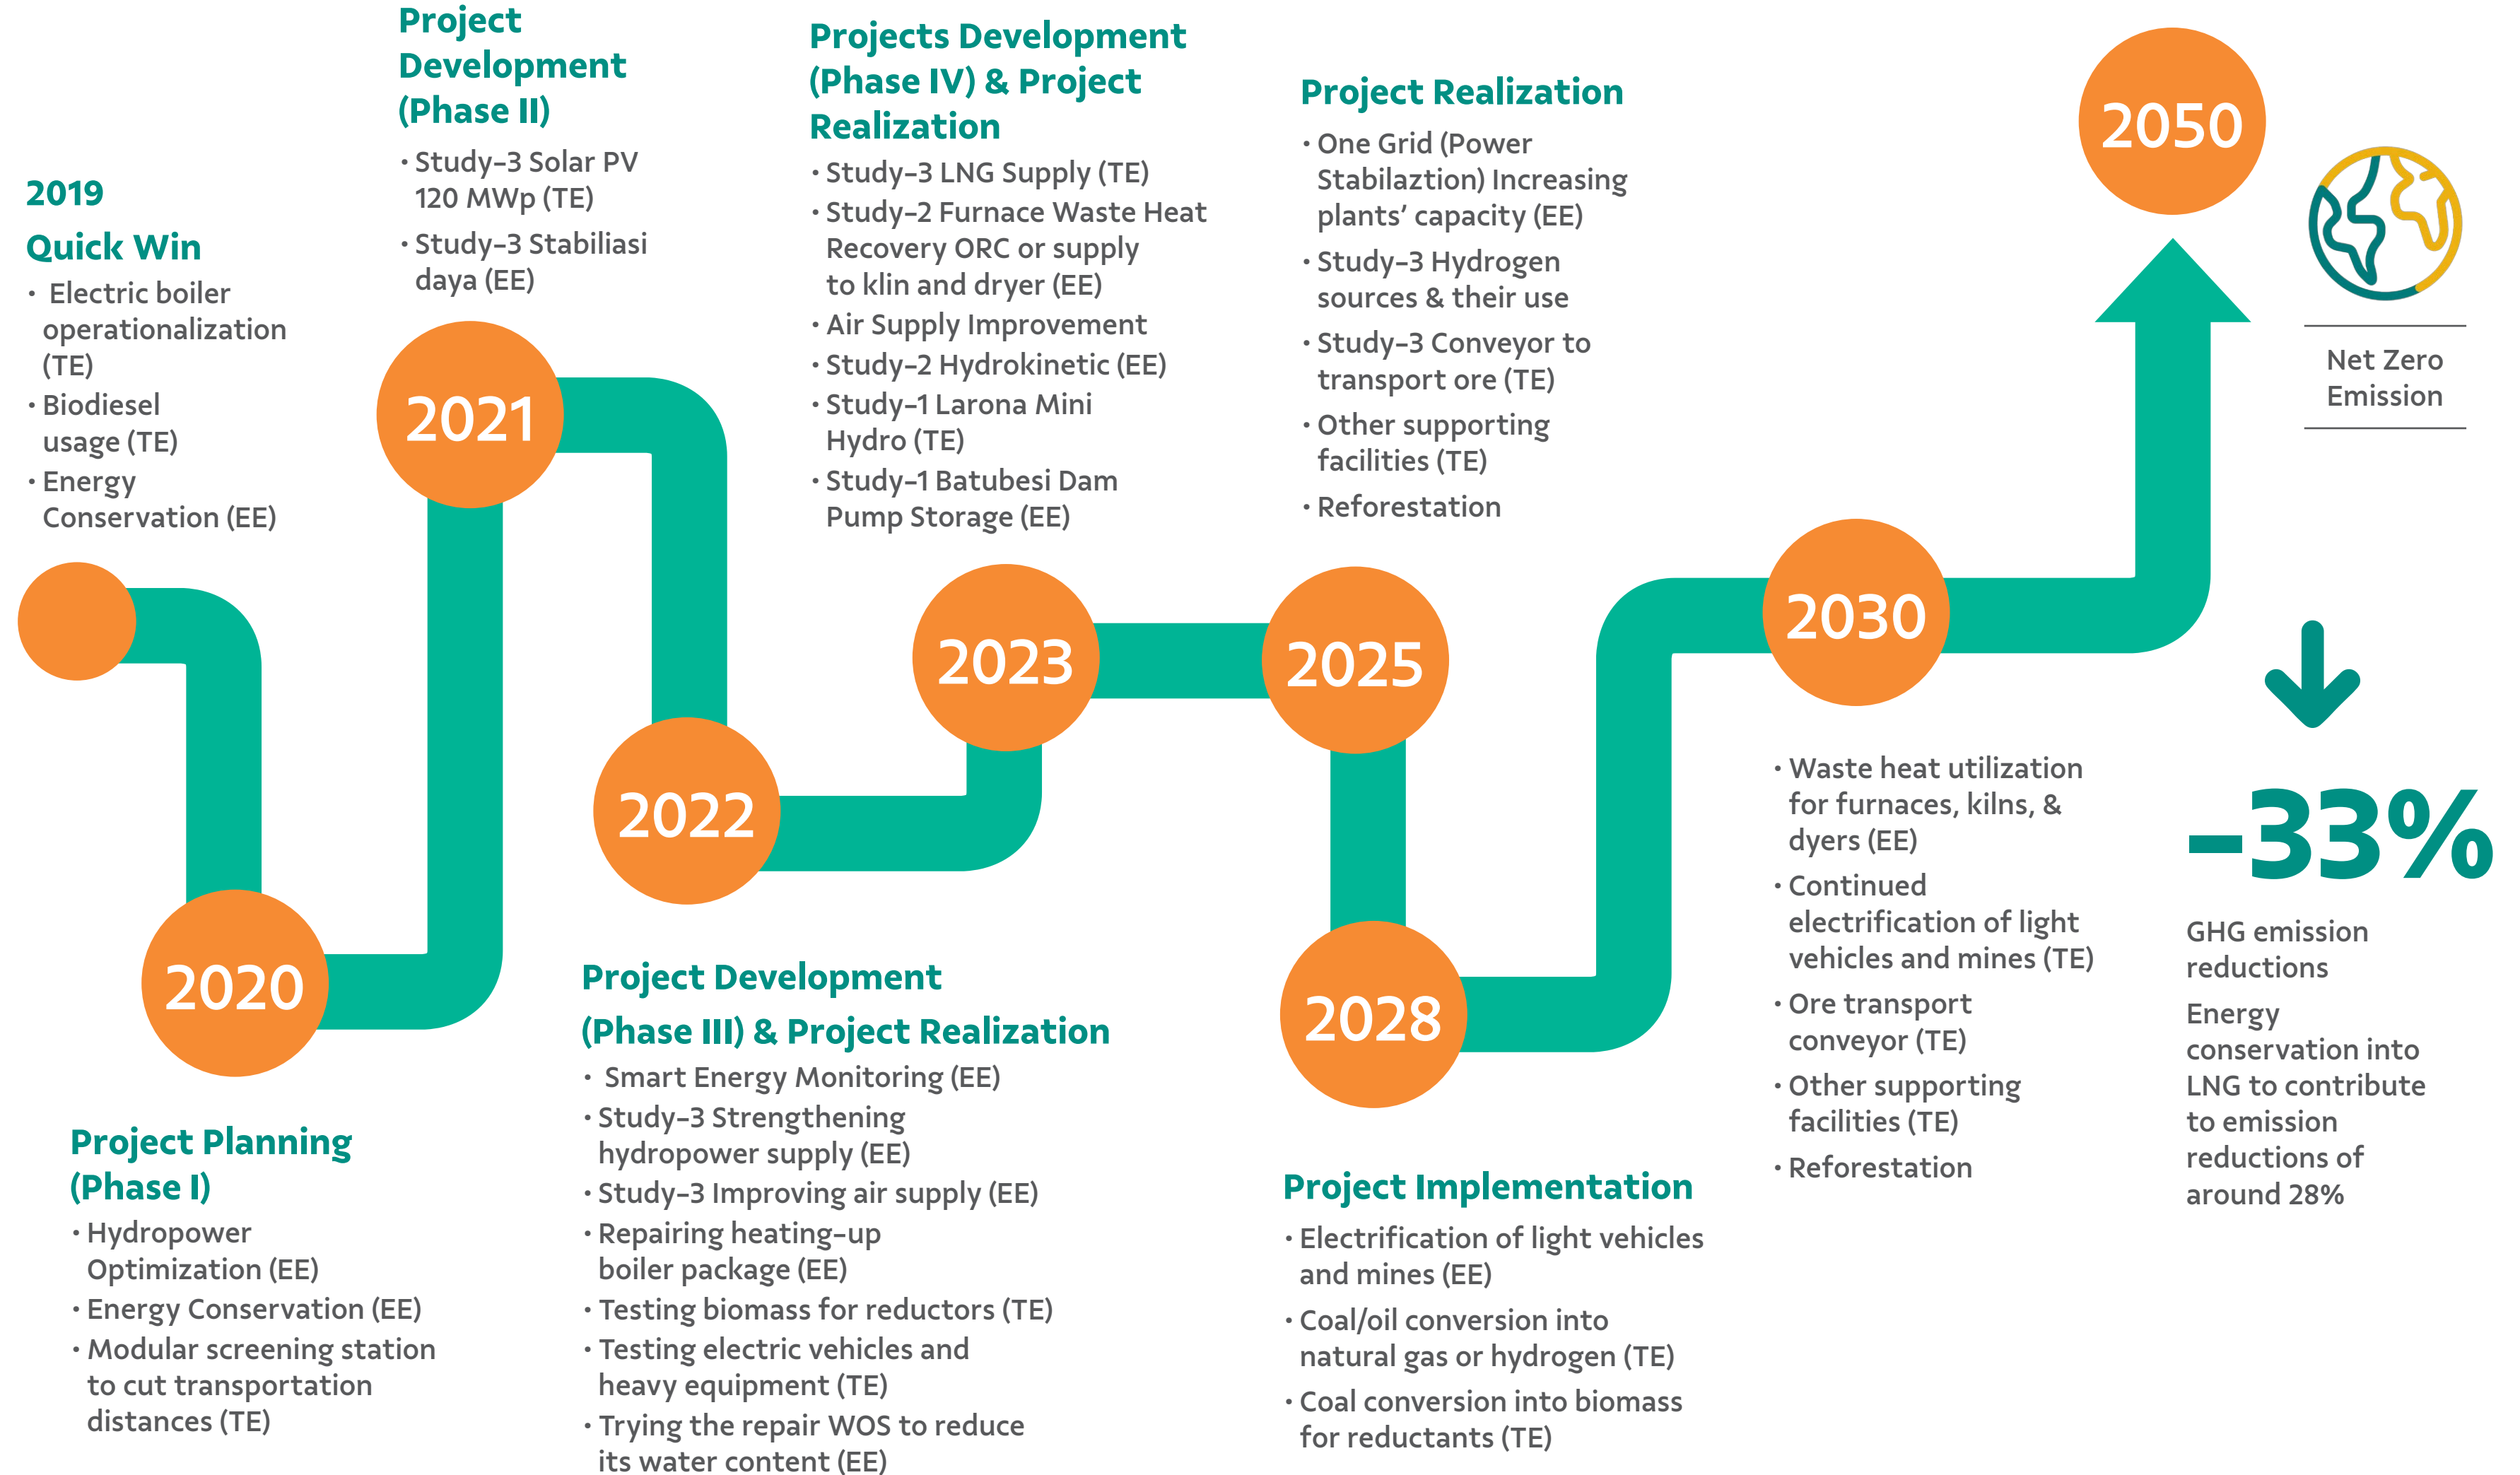 2019
Quick Win
• Electric boiler
operationalization
(TE)
• Biodiesel
usage (TE)
• Energy
Conservation (EE)
2020
Project Planning
(Phase I)
• Hydropower
Optimization (EE)
• Energy Conservation (EE)
• Modular screening station
to cut transportation
distances (TE)
Project
Development
(Phase II)
• Study-3 Solar PV
120 MWp (TE)
• Study-3 Stabiliasi
daya (EE)
2021
2022
Project Development
(Phase III) & Project Realization
• Smart Energy Monitoring (EE)
• Study-3 Strengthening
hydropower supply (EE)
• Study-3 Improving air supply (EE)
• Repairing heating-up
boiler package (EE)
• Testing biomass for reductors (TE)
• Testing electric vehicles and
heavy equipment (TE)
• Trying the repair WOS to reduce
its water content (EE)
Projects Development
(Phase IV) & Project
Realization
• Study-3 LNG Supply (TE)
• Study-2 Furnace Waste Heat
Recovery ORC or supply
to klin and dryer (EE)
• Air Supply Improvement
• Study-2 Hydrokinetic (EE)
• Study-1 Larona Mini
Hydro (TE)
• Study-1 Batubesi Dam
Pump Storage (EE)
2023
Project Realization
• One Grid (Power
Stabilaztion) Increasing
plants’ capacity (EE)
• Study-3 Hydrogen
sources & their use
• Study-3 Conveyor to
transport ore (TE)
• Other supporting
facilities (TE)
• Reforestation
2025
2028
Project Implementation
• Electrification of light vehicles
and mines (EE)
• Coal/oil conversion into
natural gas or hydrogen (TE)
• Coal conversion into biomass
for reductants (TE)
2030
• Waste heat utilization
for furnaces, kilns, &
dyers (EE)
• Continued
electrification of light
vehicles and mines (TE)
• Ore transport
conveyor (TE)
• Other supporting
facilities (TE)
• Reforestation
2050
Net Zero
Emission
-33%
GHG emission
reductions
Energy
conservation into
LNG to contribute
to emission
reductions of
around 28%